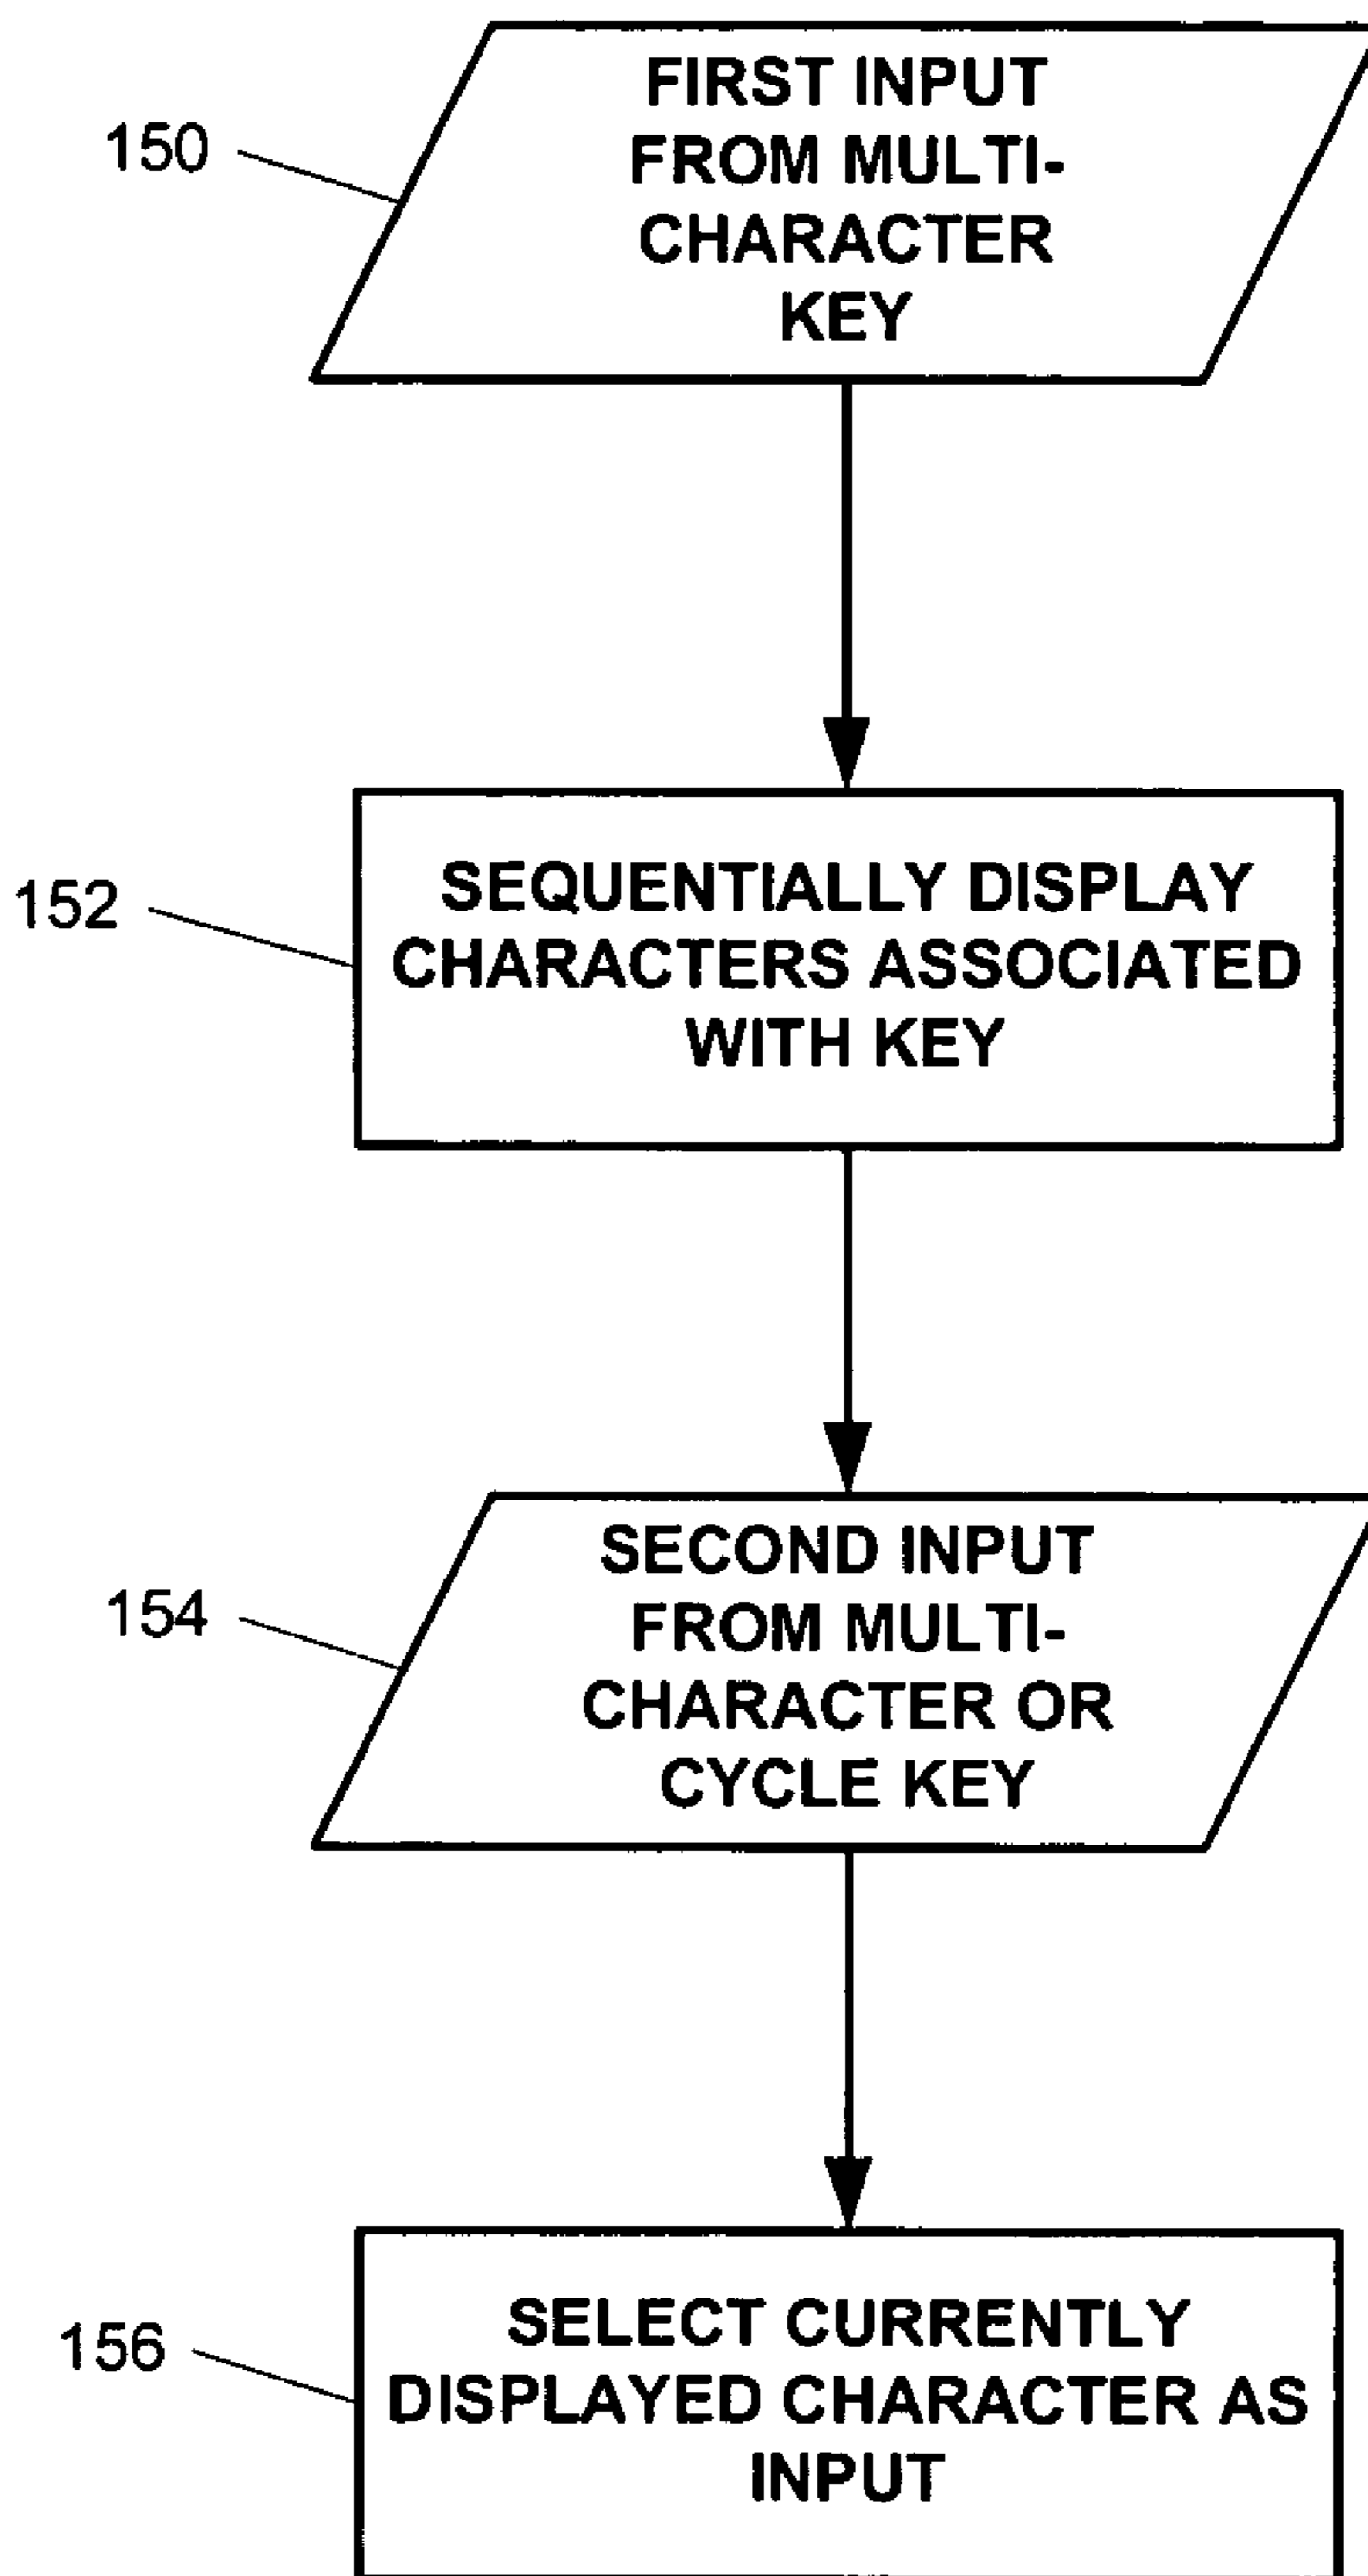 FIRST INPUT
FROM MULTI-
CHARACTER
KEY
150
SEQUENTIALLY DISPLAY
CHARACTERS ASSOCIATED
WITH KEY
152
SECOND INPUT
FROM MULTI-
CHARACTER OR
CYCLE KEY
154
SELECT CURRENTLY
DISPLAYED CHARACTER AS
INPUT
156